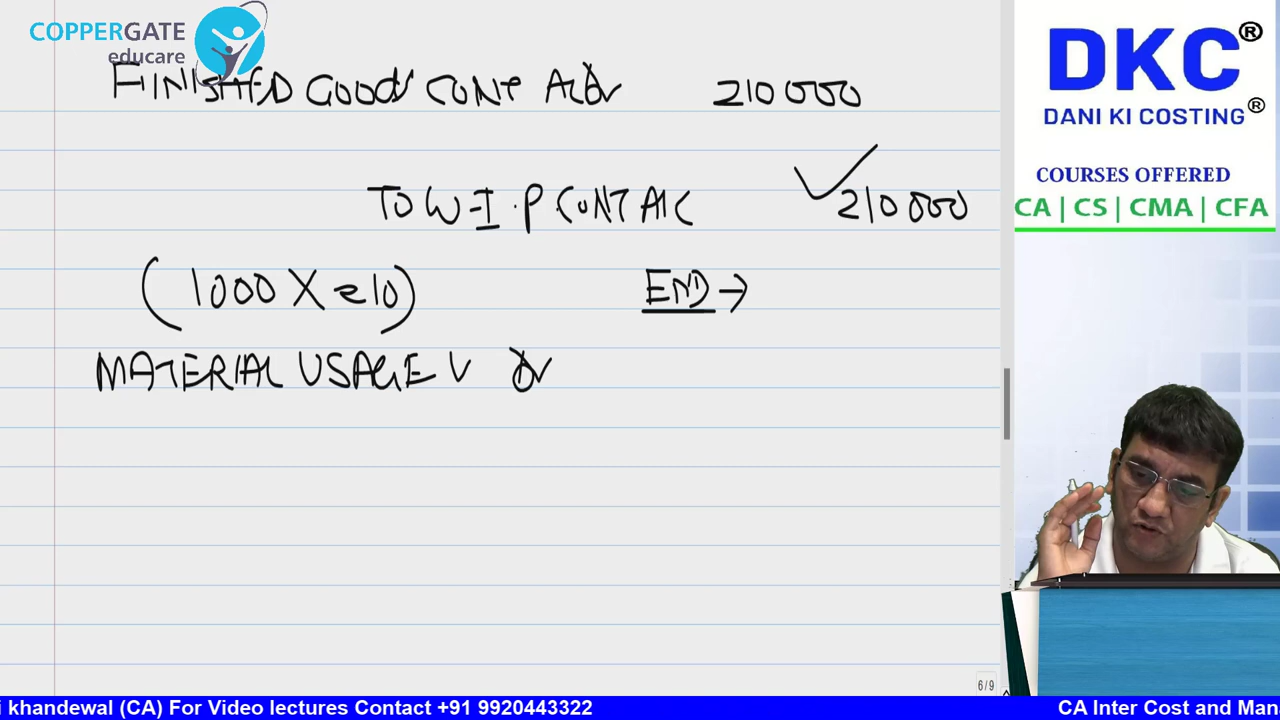 COPPERGATE
educare
FINISHED GOOD CONT A/C Dr 210000
TO W-I.P. CONT A/C 210000
(1000 X 210) END →
MATERIAL USAGE V Dr
DKC®
DANI KI COSTING®
COURSES OFFERED
CA | CS | CMA | CFA
6/9
i khandewal (CA) For Video lectures Contact +91 9920443322 CA Inter Cost and Man